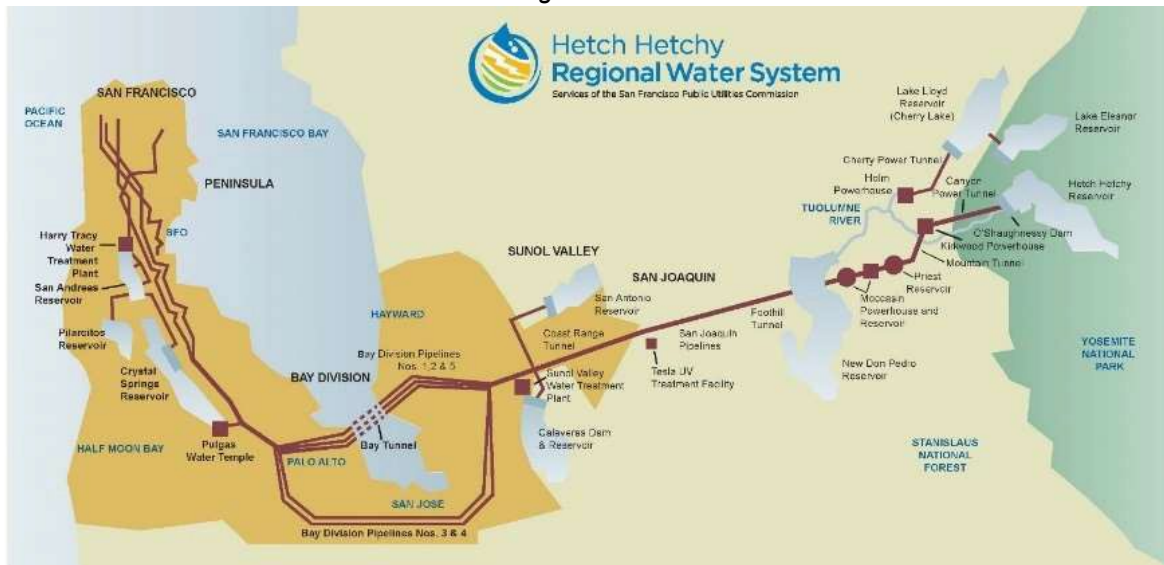 Hetch Hetchy
Regional Water System
Services of the San Francisco Public Utilities Commission
SAN FRANCISCO
PACIFIC
OCEAN
SAN FRANCISCO BAY
PENINSULA
SFO
Harry Tracy
Water
Treatment
Plant
San Andreas
Reservoir
Pilarcitos
Reservoir
Crystal
Springs
Reservoir
HALF MOON BAY
Pulgas
Water Temple
PALO ALTO
SAN JOSE
Bay Division Pipelines Nos. 3 & 4
BAY DIVISION
Bay Division Pipelines
Nos. 1,2 & 5
Bay Tunnel
HAYWARD
SUNOL VALLEY
San Antonio
Reservoir
Coast Range
Tunnel
Sunol Valley
Water Treatment
Plant
Calaveras Dam
& Reservoir
SAN JOAQUIN
San Joaquin
Pipelines
Tesla UV
Treatment Facility
Foothill
Tunnel
New Don Pedro
Reservoir
Moccasin
Powerhouse and
Reservoir
Priest
Reservoir
Mountain Tunnel
Kirkwood Powerhouse
O'Shaughnessy Dam
TUOLUMNE
RIVER
Holm
Powerhouse
Cherry Power Tunnel
Canyon
Power Tunnel
Lake Lloyd
Reservoir
(Cherry Lake)
Lake Eleanor
Reservoir
Hetch Hetchy
Reservoir
YOSEMITE
NATIONAL
PARK
STANISLAUS
NATIONAL
FOREST